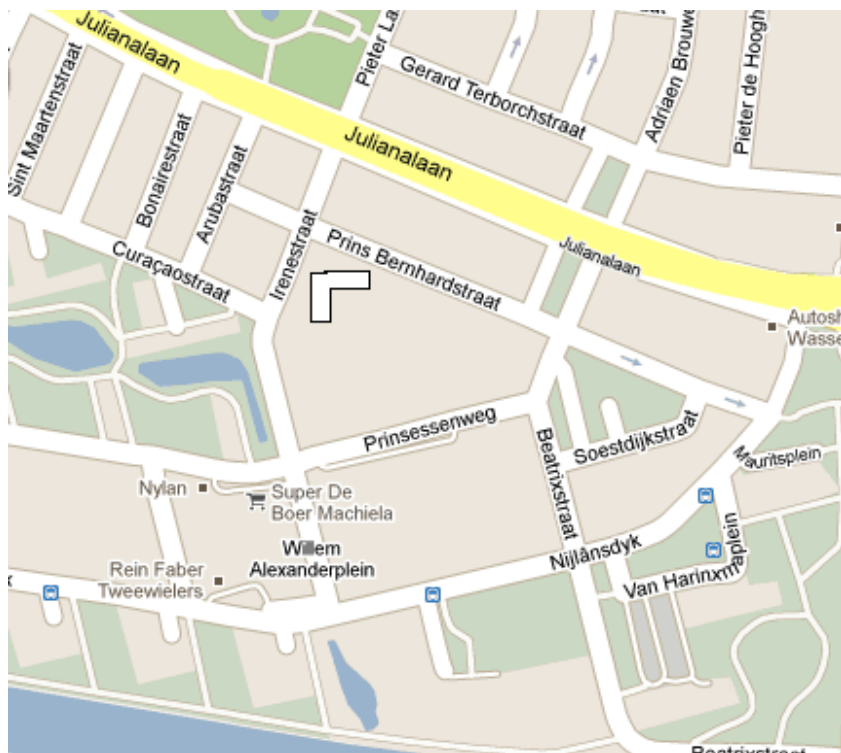 Julianalaan
Pieter La
Gerard Terborchstraat
Adriaen Brouwe
Pieter de Hoogh
Sint Maartenstraat
Bonairestraat
Arubastraat
Julianalaan
Irenestraat
Prins Bernhardstraat
Julianalaan
Curaçaostraat
Autosh
Wasse
Prinsessenweg
Beatrixstraat
Soestdijkstraat
Mauritsplein
Nylan
Super De
Boer Machiela
Willem
Alexanderplein
Rein Faber
Tweewielers
Nijlânsdyk
Van Harinxmaplein
Beatrixstraat